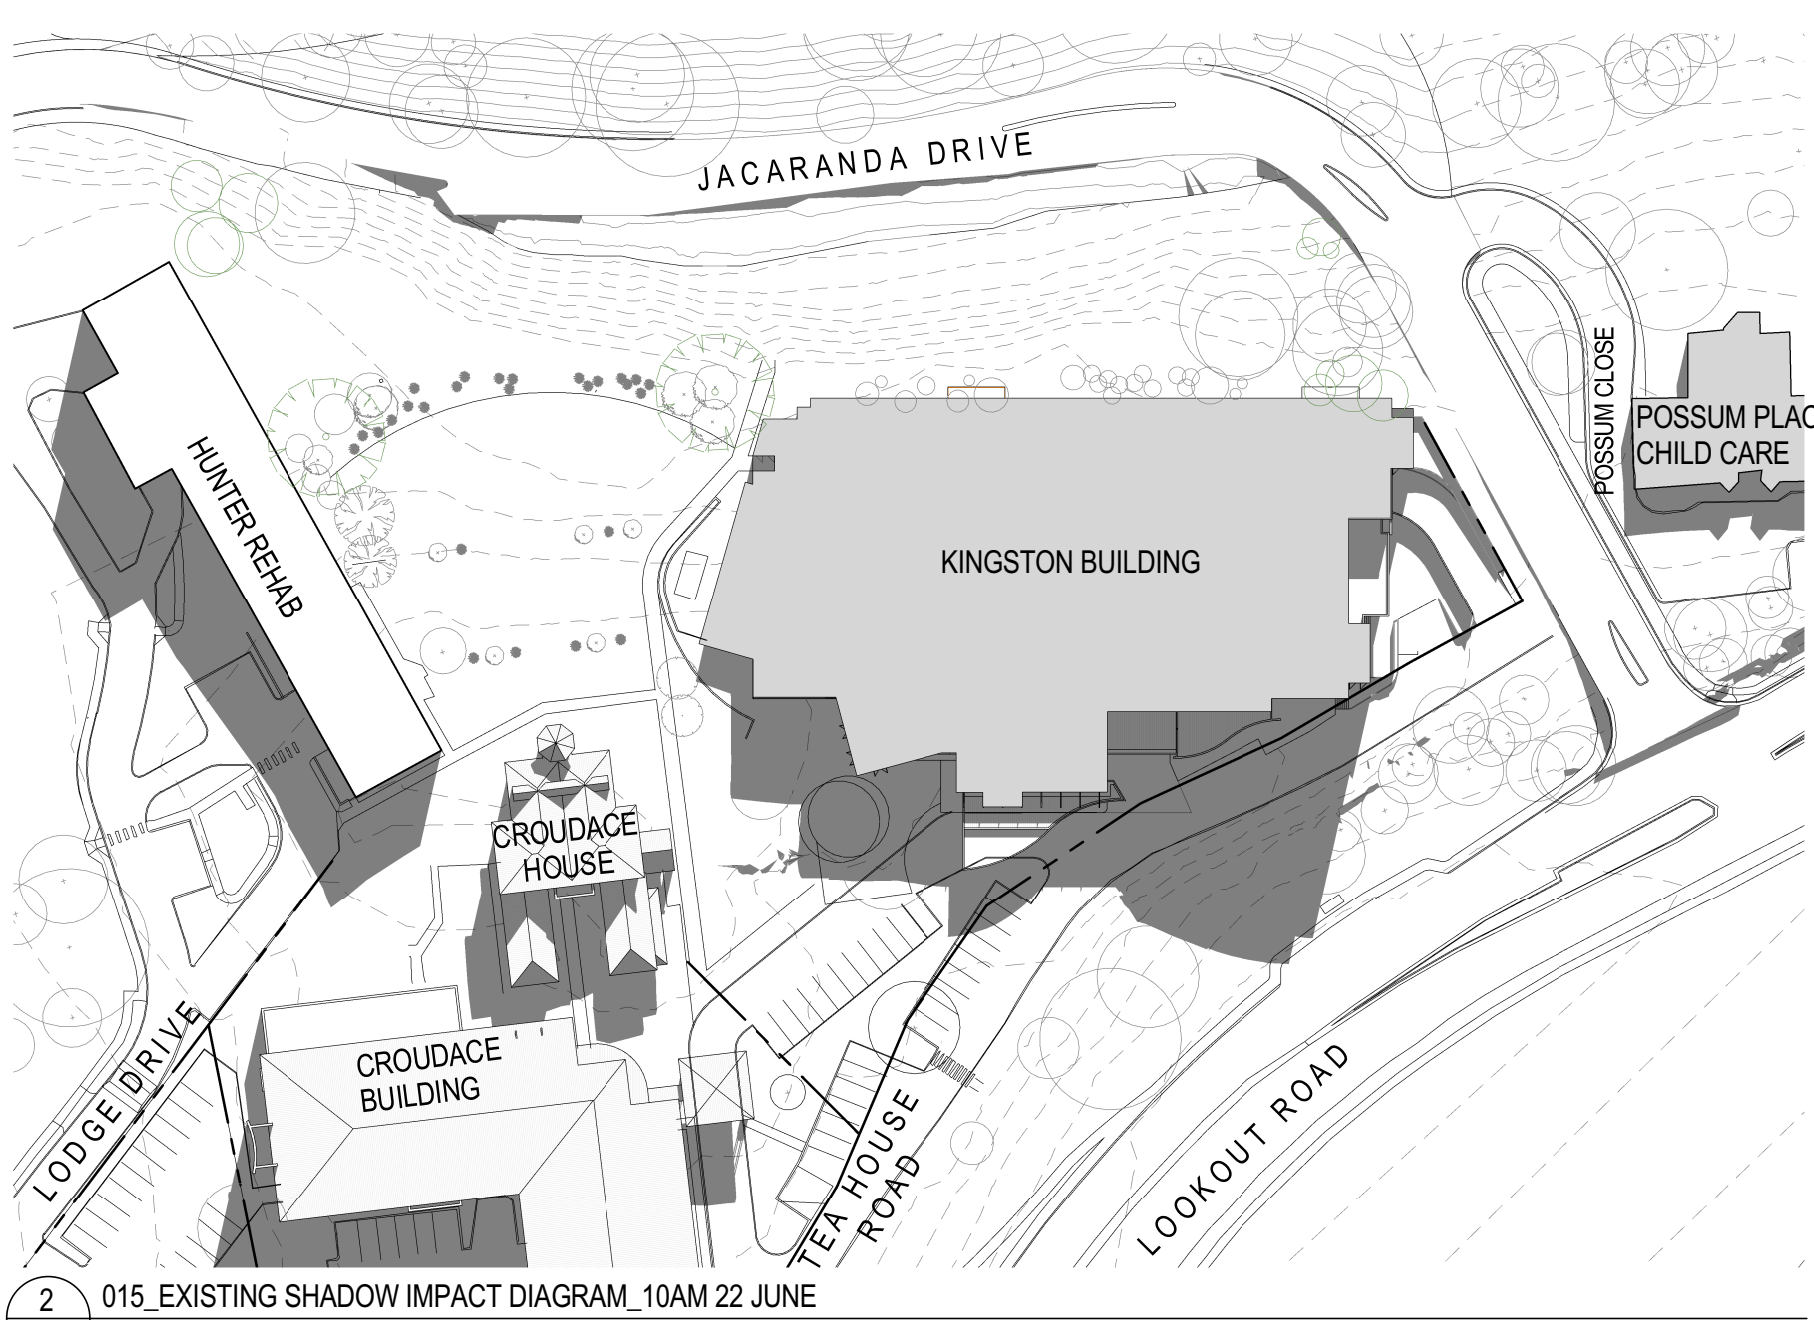 JACARANDA DRIVE
HUNTER REHAB
KINGSTON BUILDING
POSSUM CLOSE
POSSUM PLAC
CHILD CARE
CROUDACE
HOUSE
CROUDACE
BUILDING
LODGE DRIVE
TEA HOUSE
ROAD
LOOKOUT ROAD
2
015_EXISTING SHADOW IMPACT DIAGRAM_10AM 22 JUNE